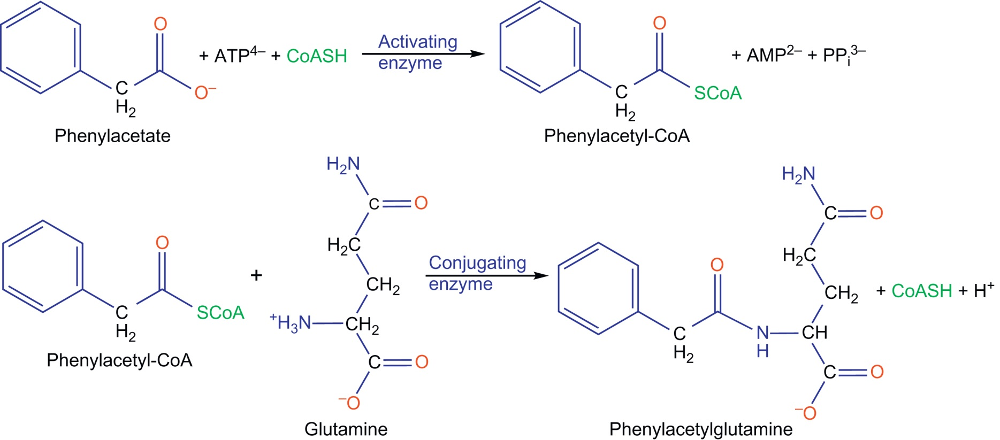 O
+ ATP⁴⁻ + CoASH
Activating
enzyme
O
+ AMP²⁻ + PPᵢ³⁻
C
H₂
O⁻
C
H₂
SCoA
Phenylacetate
Phenylacetyl-CoA
H₂N
C
O
H₂C
CH₂
⁺H₃N
CH₂
C
O
⁻O
O
C
H₂
SCoA
+
Phenylacetyl-CoA
Glutamine
Conjugating
enzyme
H₂N
C
O
H₂C
CH₂
O
C
H₂
N
H
CH
C
O
⁻O
+ CoASH + H⁺
Phenylacetylglutamine